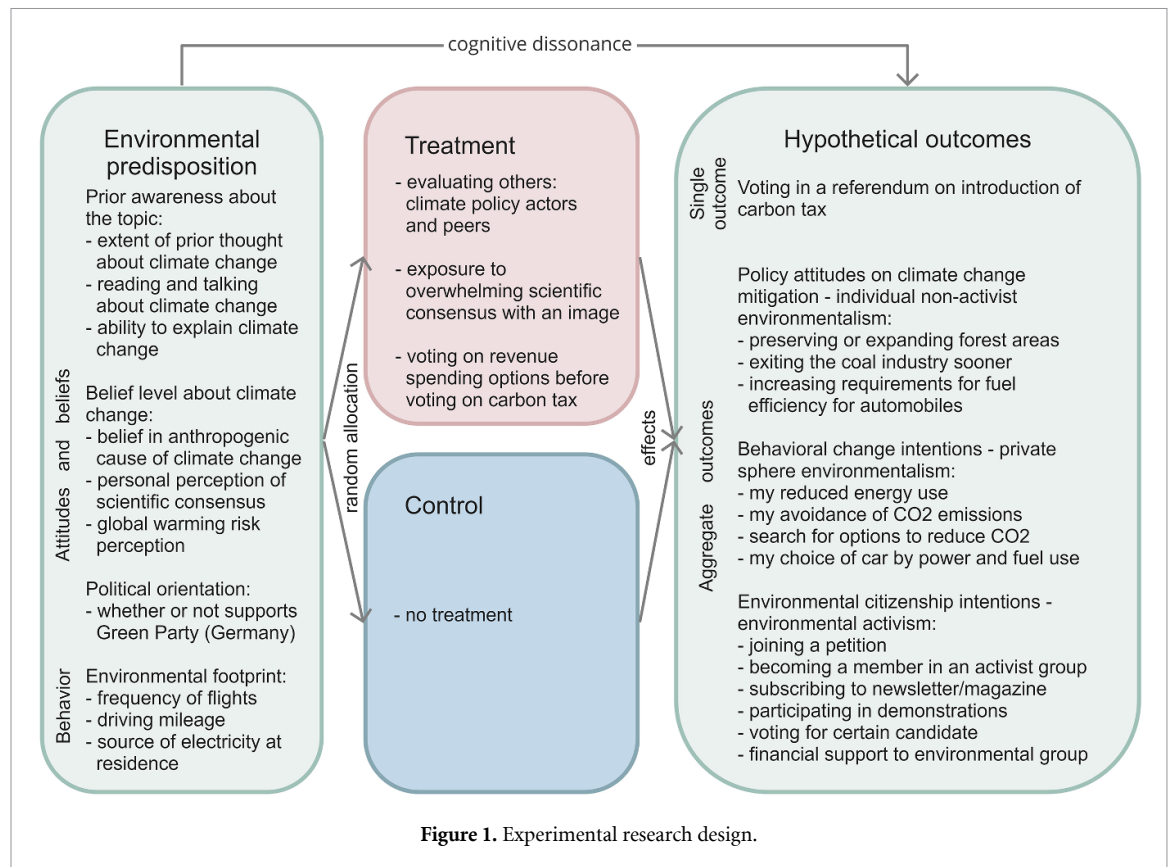 cognitive dissonance
Environmental
predisposition
Prior awareness about
the topic:
- extent of prior thought
about climate change
- reading and talking
about climate change
- ability to explain climate
change
Attitudes and beliefs
Belief level about climate
change:
- belief in anthropogenic
cause of climate change
- personal perception of
scientific consensus
- global warming risk
perception
Political orientation:
- whether or not supports
Green Party (Germany)
Behavior
Environmental footprint:
- frequency of flights
- driving mileage
- source of electricity at
residence
random allocation
Treatment
- evaluating others:
climate policy actors
and peers
- exposure to
overwhelming scientific
consensus with an image
- voting on revenue
spending options before
voting on carbon tax
Control
- no treatment
effects
Hypothetical outcomes
Single
outcome
Voting in a referendum on introduction of
carbon tax
Aggregate outcomes
Policy attitudes on climate change
mitigation - individual non-activist
environmentalism:
- preserving or expanding forest areas
- exiting the coal industry sooner
- increasing requirements for fuel
efficiency for automobiles
Behavioral change intentions - private
sphere environmentalism:
- my reduced energy use
- my avoidance of CO2 emissions
- search for options to reduce CO2
- my choice of car by power and fuel use
Environmental citizenship intentions -
environmental activism:
- joining a petition
- becoming a member in an activist group
- subscribing to newsletter/magazine
- participating in demonstrations
- voting for certain candidate
- financial support to environmental group
Figure 1. Experimental research design.